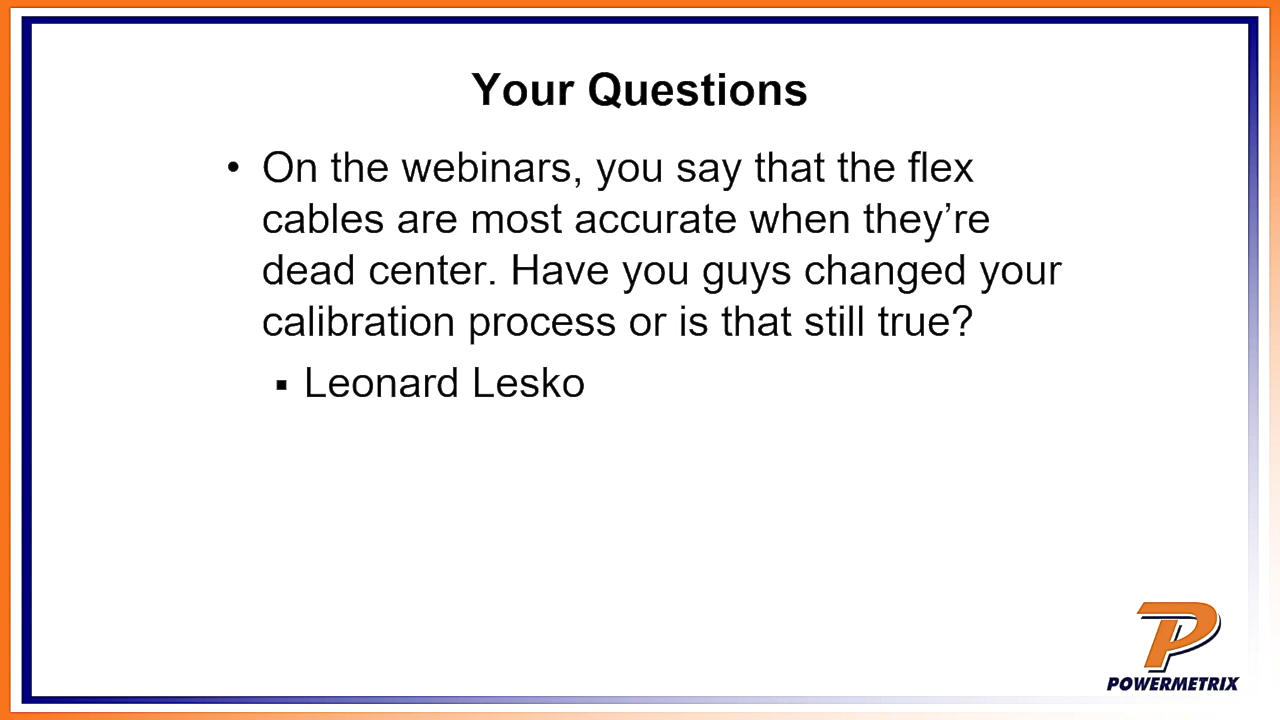 Your Questions
• On the webinars, you say that the flex
cables are most accurate when they’re
dead center. Have you guys changed your
calibration process or is that still true?
▪ Leonard Lesko
P
POWERMETRIX